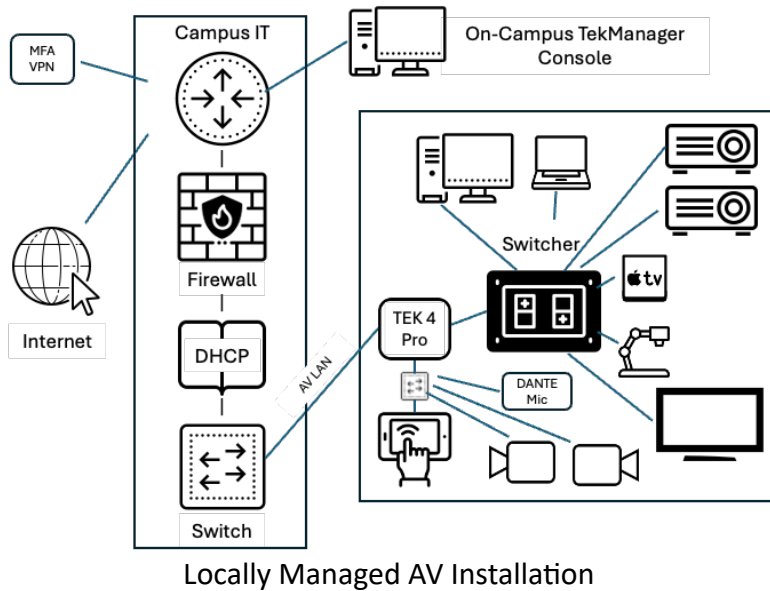 MFA
VPN
Campus IT
On-Campus TekManager
Console
Firewall
Internet
DHCP
AV LAN
Switch
Switcher
TEK 4
Pro
tv
DANTE
Mic
Locally Managed AV Installation